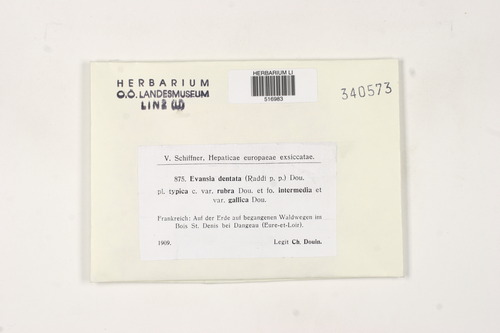 HERBARIUM
O.Ö. LANDESMUSEUM
LINZ
HERBARIUM LI
516983
340573
V. Schiffner, Hepaticae europaeae exsiccatae.
875. Evansia dentata (Raddi p. p.) Dou.
pl. typica c. var. rubra Dou. et fo. intermedia et
var. gallica Dou.
Frankreich: Auf der Erde auf begangenen Waldwegen im
Bois St. Denis bei Dangeau (Eure-et-Loir).
1909.
Legit Ch. Douin.